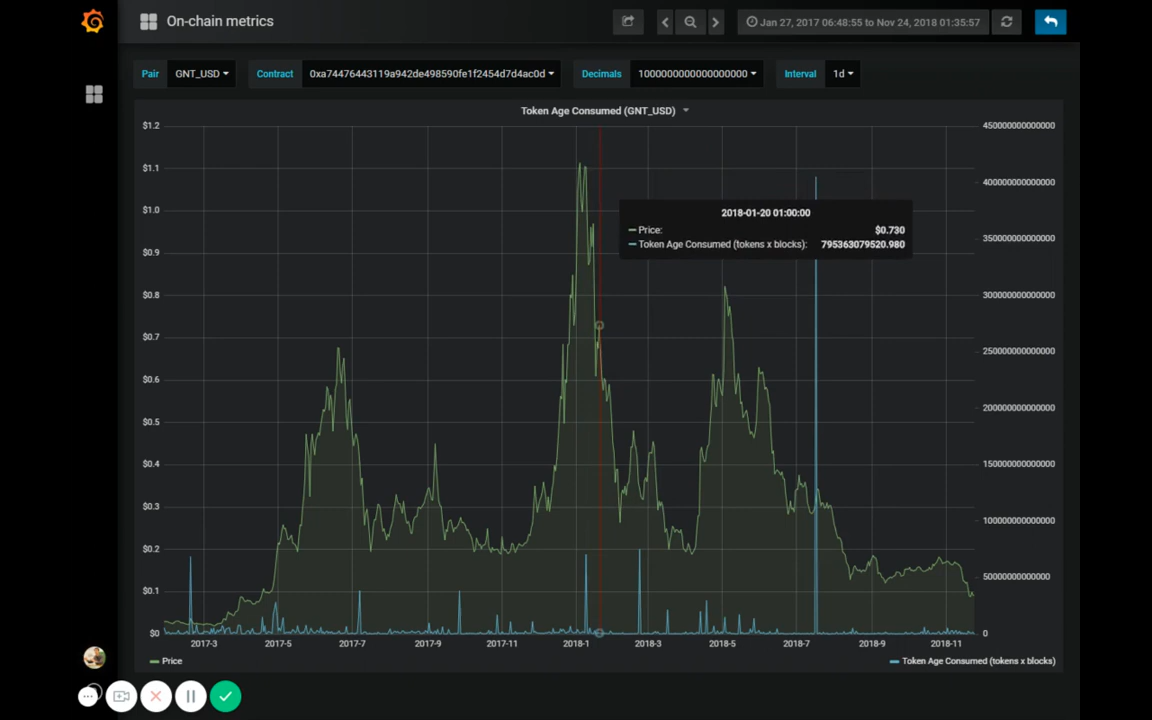 On-chain metrics
Jan 27, 2017 06:48:55 to Nov 24, 2018 01:35:57
Pair GNT_USD Contract 0xa74476443119a942de498590fe1f2454d7d4ac0d Decimals 1000000000000000000 Interval 1d
Token Age Consumed (GNT_USD)
$1.2 450000000000000
$1.1 400000000000000
$1.0 350000000000000
$0.9 300000000000000
$0.8 250000000000000
$0.7 200000000000000
$0.6 150000000000000
$0.5 100000000000000
$0.4 50000000000000
$0.3 0
$0.2
$0.1
$0
2018-01-20 01:00:00
Price: $0.730
Token Age Consumed (tokens x blocks): 795363079520.980
2017-3 2017-5 2017-7 2017-9 2017-11 2018-1 2018-3 2018-5 2018-7 2018-9 2018-11
Price Token Age Consumed (tokens x blocks)